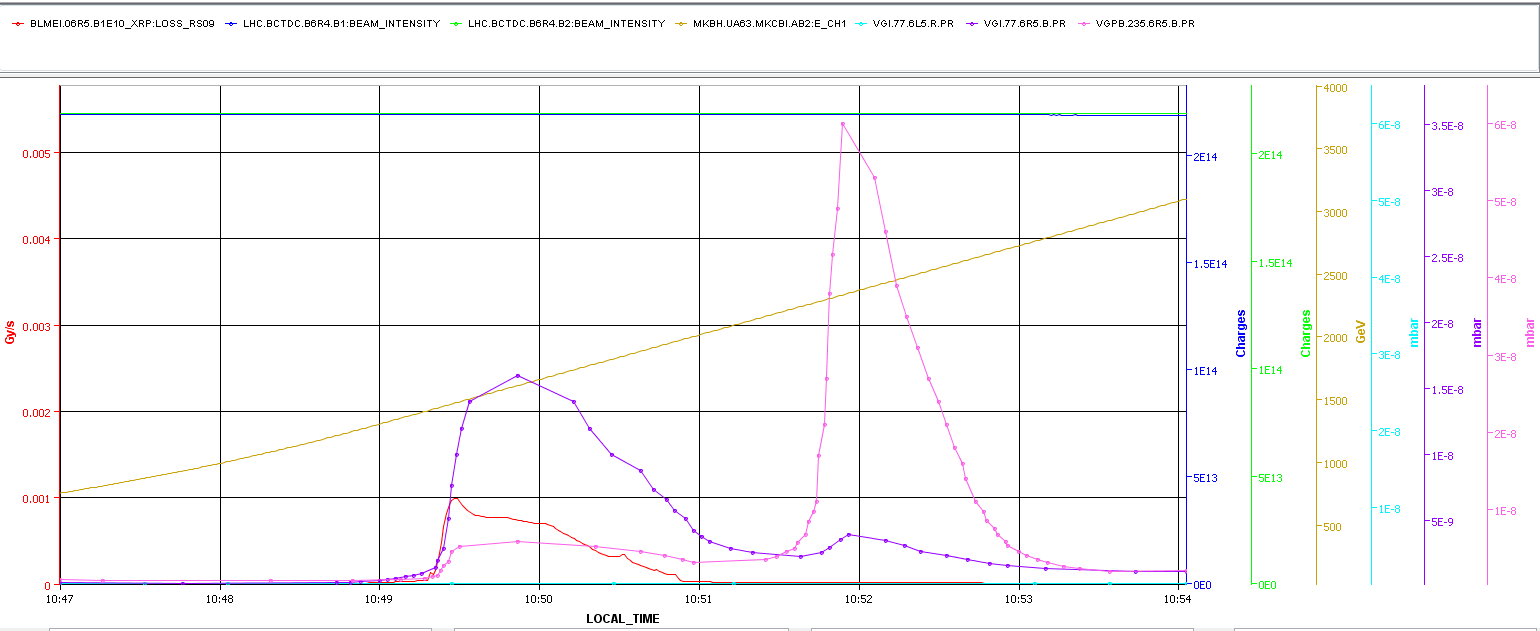 BLMEI.06R5.B1E10_XRP:LOSS_RS09 LHC.BCTDC.B6R4.B1:BEAM_INTENSITY LHC.BCTDC.B6R4.B2:BEAM_INTENSITY MKBH.UA63.MKCBI.AB2:E_CH1 VGI.77.6L5.R.PR VGI.77.6R5.B.PR VGPB.235.6R5.B.PR
Gy/s
0.005
0.004
0.003
0.002
0.001
0
10:47 10:48 10:49 10:50 10:51 10:52 10:53 10:54
LOCAL_TIME
2E14
1.5E14
1E14
5E13
0E0
Charges
2E14
1.5E14
1E14
5E13
0E0
Charges
4000
3500
3000
2500
2000
1500
1000
500
GeV
6E-8
5E-8
4E-8
3E-8
2E-8
1E-8
mbar
3.5E-8
3E-8
2.5E-8
2E-8
1.5E-8
1E-8
5E-9
mbar
6E-8
5E-8
4E-8
3E-8
2E-8
1E-8
mbar